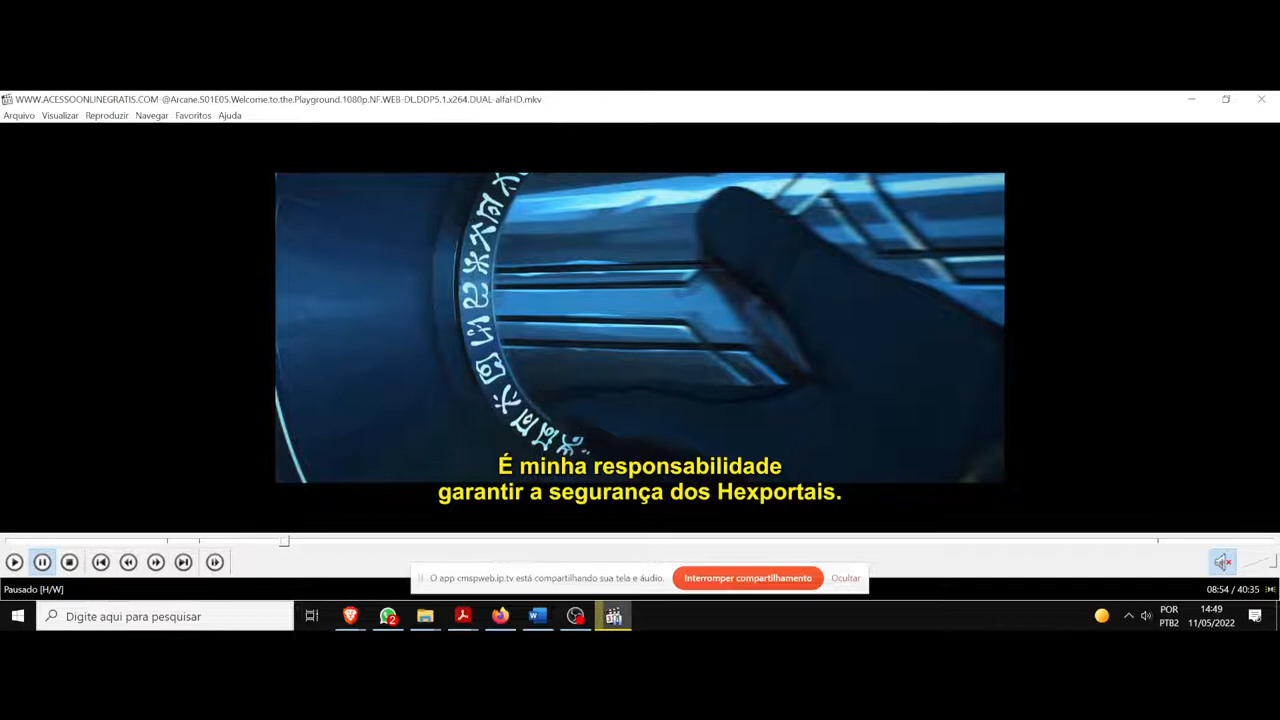 WWW.ACESSOONLINEGRATIS.COM-@Arcane.S01E05.Welcome.to.the.Playground.1080p.NF.WEB-DL.DDP5.1.x264.DUAL-alfaHD.mkv
Arquivo Visualizar Reproduzir Navegar Favoritos Ajuda
É minha responsabilidade
garantir a segurança dos Hexportais.
O app cmspweb.ip.tv está compartilhando sua tela e áudio. Interromper compartilhamento Ocultar
Pausado [H/W] 08:54 / 40:35
Digite aqui para pesquisar
2
POR 14:49
PTB2 11/05/2022